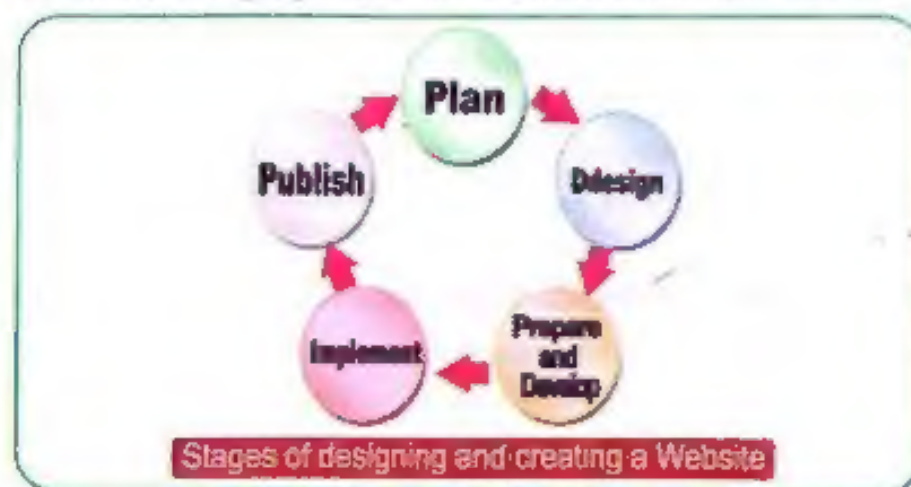 Plan
Ddesign
Prepare
and
Develop
Implement
Publish
Stages of designing and creating a Website